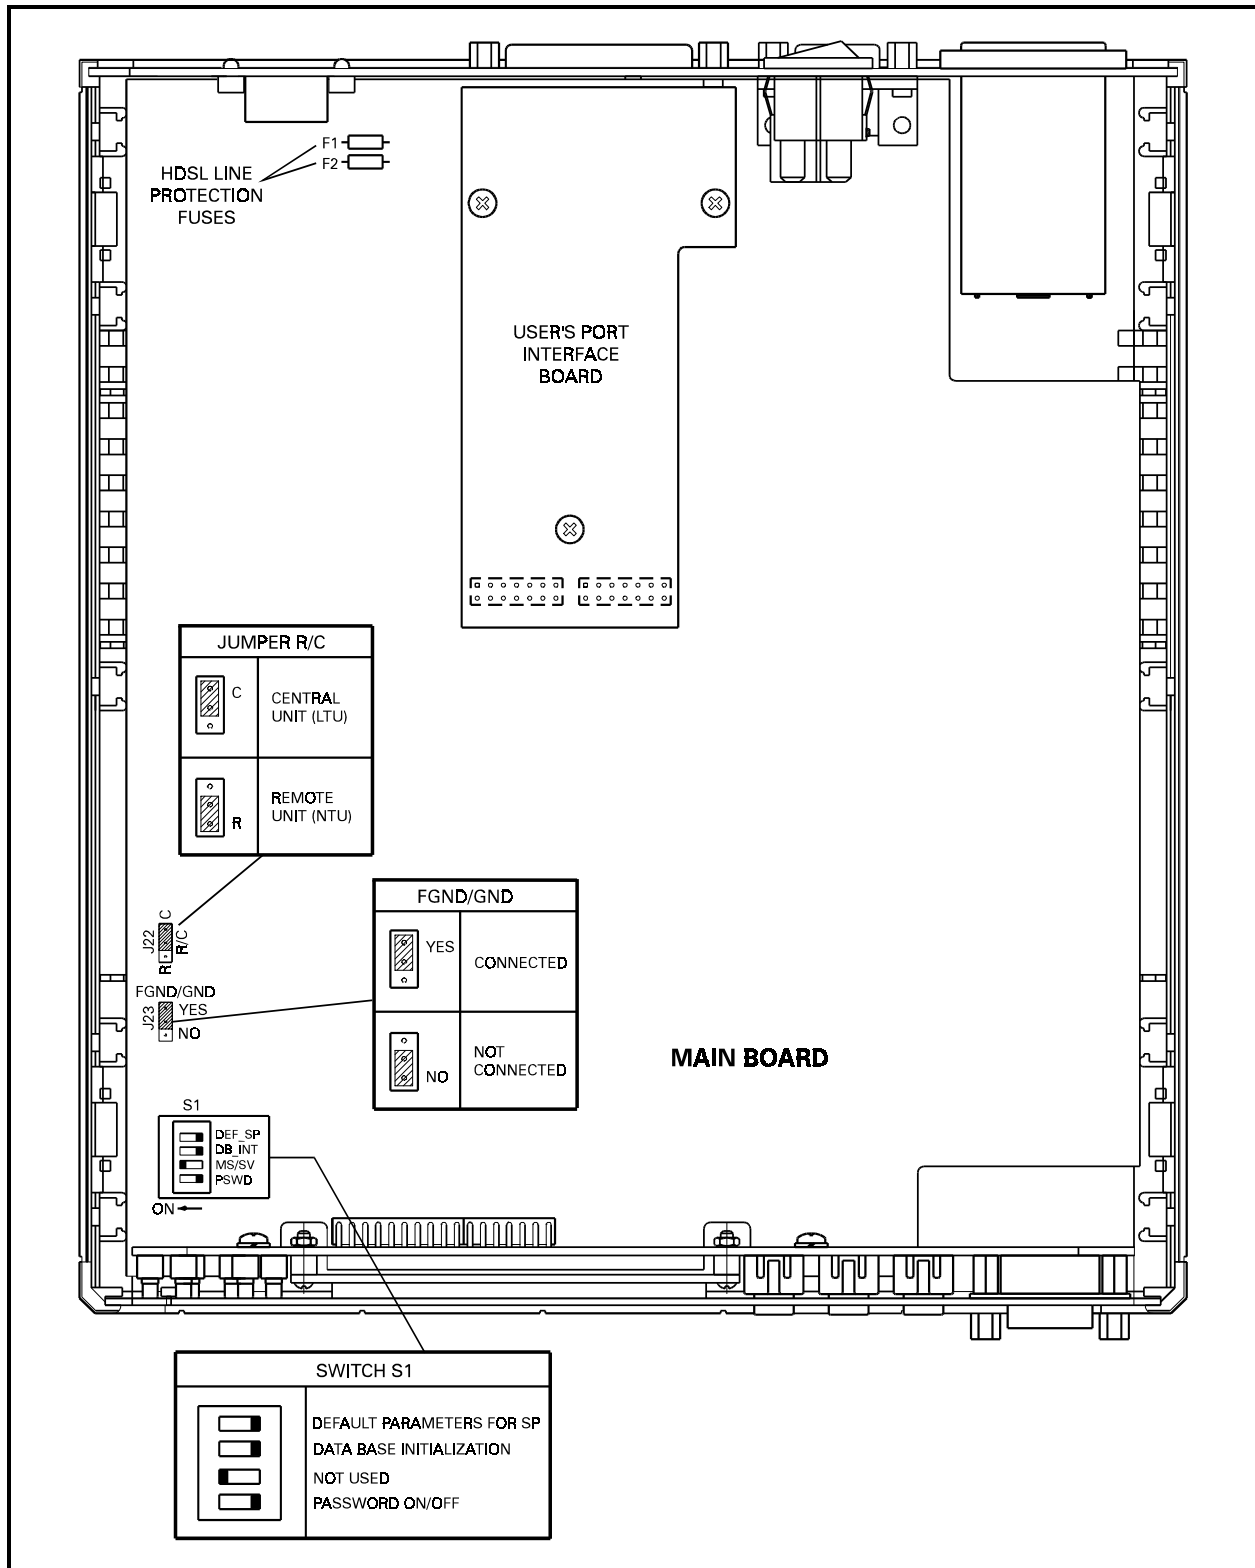 F1
F2
HDSL LINE
PROTECTION
FUSES
USER'S PORT
INTERFACE
BOARD
JUMPER R/C
C
CENTRAL
UNIT (LTU)
R
REMOTE
UNIT (NTU)
J22
C
R/C
R
FGND/GND
J23
YES
NO
FGND/GND
YES
CONNECTED
NO
NOT
CONNECTED
MAIN BOARD
S1
DEF_SP
DB_INT
MS/SV
PSWD
ON
SWITCH S1
DEFAULT PARAMETERS FOR SP
DATA BASE INITIALIZATION
NOT USED
PASSWORD ON/OFF